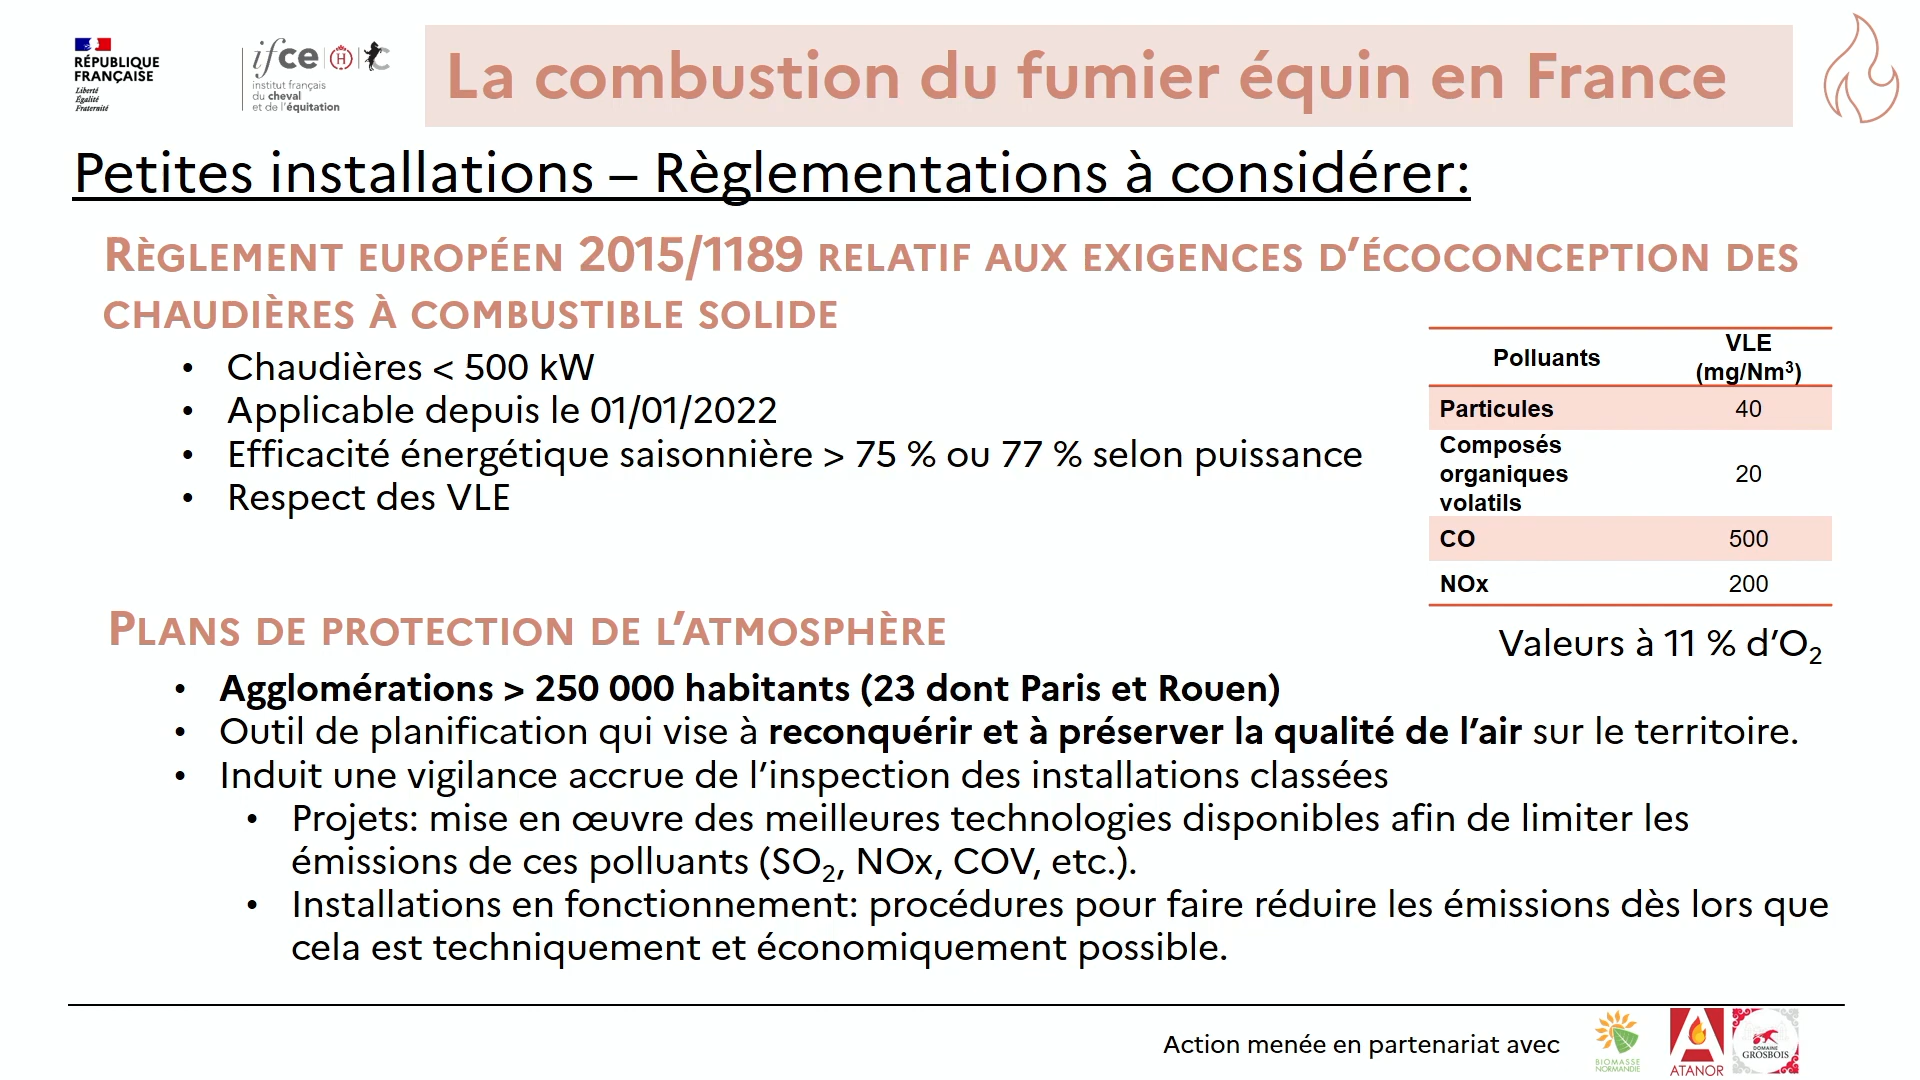 RÉPUBLIQUE
FRANÇAISE
Liberté
Égalité
Fraternité
ifce H
institut français
du cheval
et de l'équitation
La combustion du fumier équin en France
Petites installations – Règlementations à considérer:
RÈGLEMENT EUROPÉEN 2015/1189 RELATIF AUX EXIGENCES D'ÉCOCONCEPTION DES
CHAUDIÈRES À COMBUSTIBLE SOLIDE
• Chaudières < 500 kW
• Applicable depuis le 01/01/2022
• Efficacité énergétique saisonnière > 75 % ou 77 % selon puissance
• Respect des VLE
Polluants VLE (mg/Nm³)
Particules 40
Composés organiques volatils 20
CO 500
NOx 200
Valeurs à 11 % d'O₂
PLANS DE PROTECTION DE L'ATMOSPHÈRE
• Agglomérations > 250 000 habitants (23 dont Paris et Rouen)
• Outil de planification qui vise à reconquérir et à préserver la qualité de l'air sur le territoire.
• Induit une vigilance accrue de l'inspection des installations classées
• Projets: mise en œuvre des meilleures technologies disponibles afin de limiter les
émissions de ces polluants (SO₂, NOx, COV, etc.).
• Installations en fonctionnement: procédures pour faire réduire les émissions dès lors que
cela est techniquement et économiquement possible.
Action menée en partenariat avec
BIOMASSE
NORMANDIE
ATANOR
DOMAINE
GROSBOIS